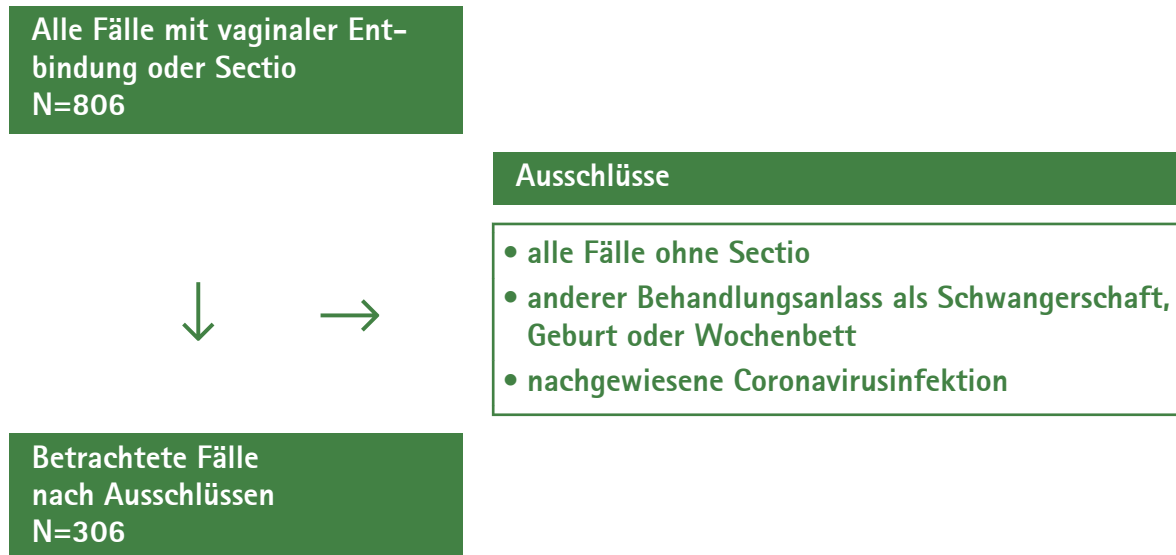 Alle Fälle mit vaginaler Ent-
bindung oder Sectio
N=806
Ausschlüsse
• alle Fälle ohne Sectio
• anderer Behandlungsanlass als Schwangerschaft,
Geburt oder Wochenbett
• nachgewiesene Coronavirusinfektion
Betrachtete Fälle
nach Ausschlüssen
N=306